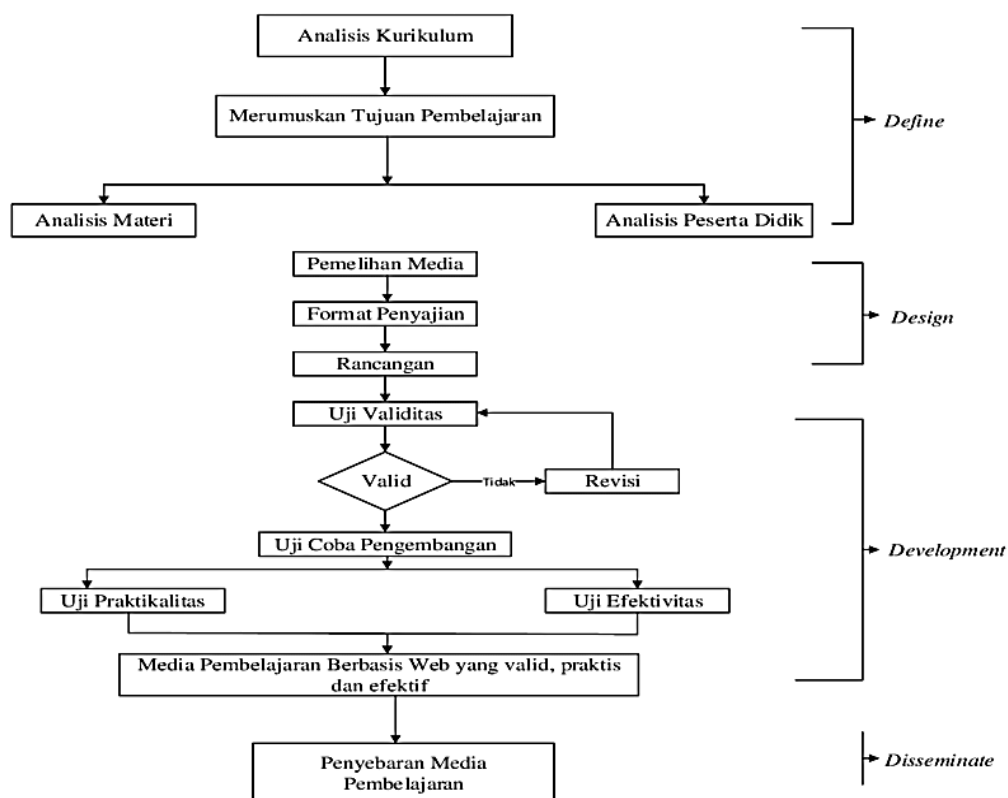 Analisis Kurikulum
Merumuskan Tujuan Pembelajaran
Define
Analisis Materi
Analisis Peserta Didik
Pemelihan Media
Format Penyajian
Design
Rancangan
Uji Validitas
Valid
Tidak
Revisi
Uji Coba Pengembangan
Development
Uji Praktikalitas
Uji Efektivitas
Media Pembelajaran Berbasis Web yang valid, praktis
dan efektif
Penyebaran Media
Pembelajaran
Disseminate